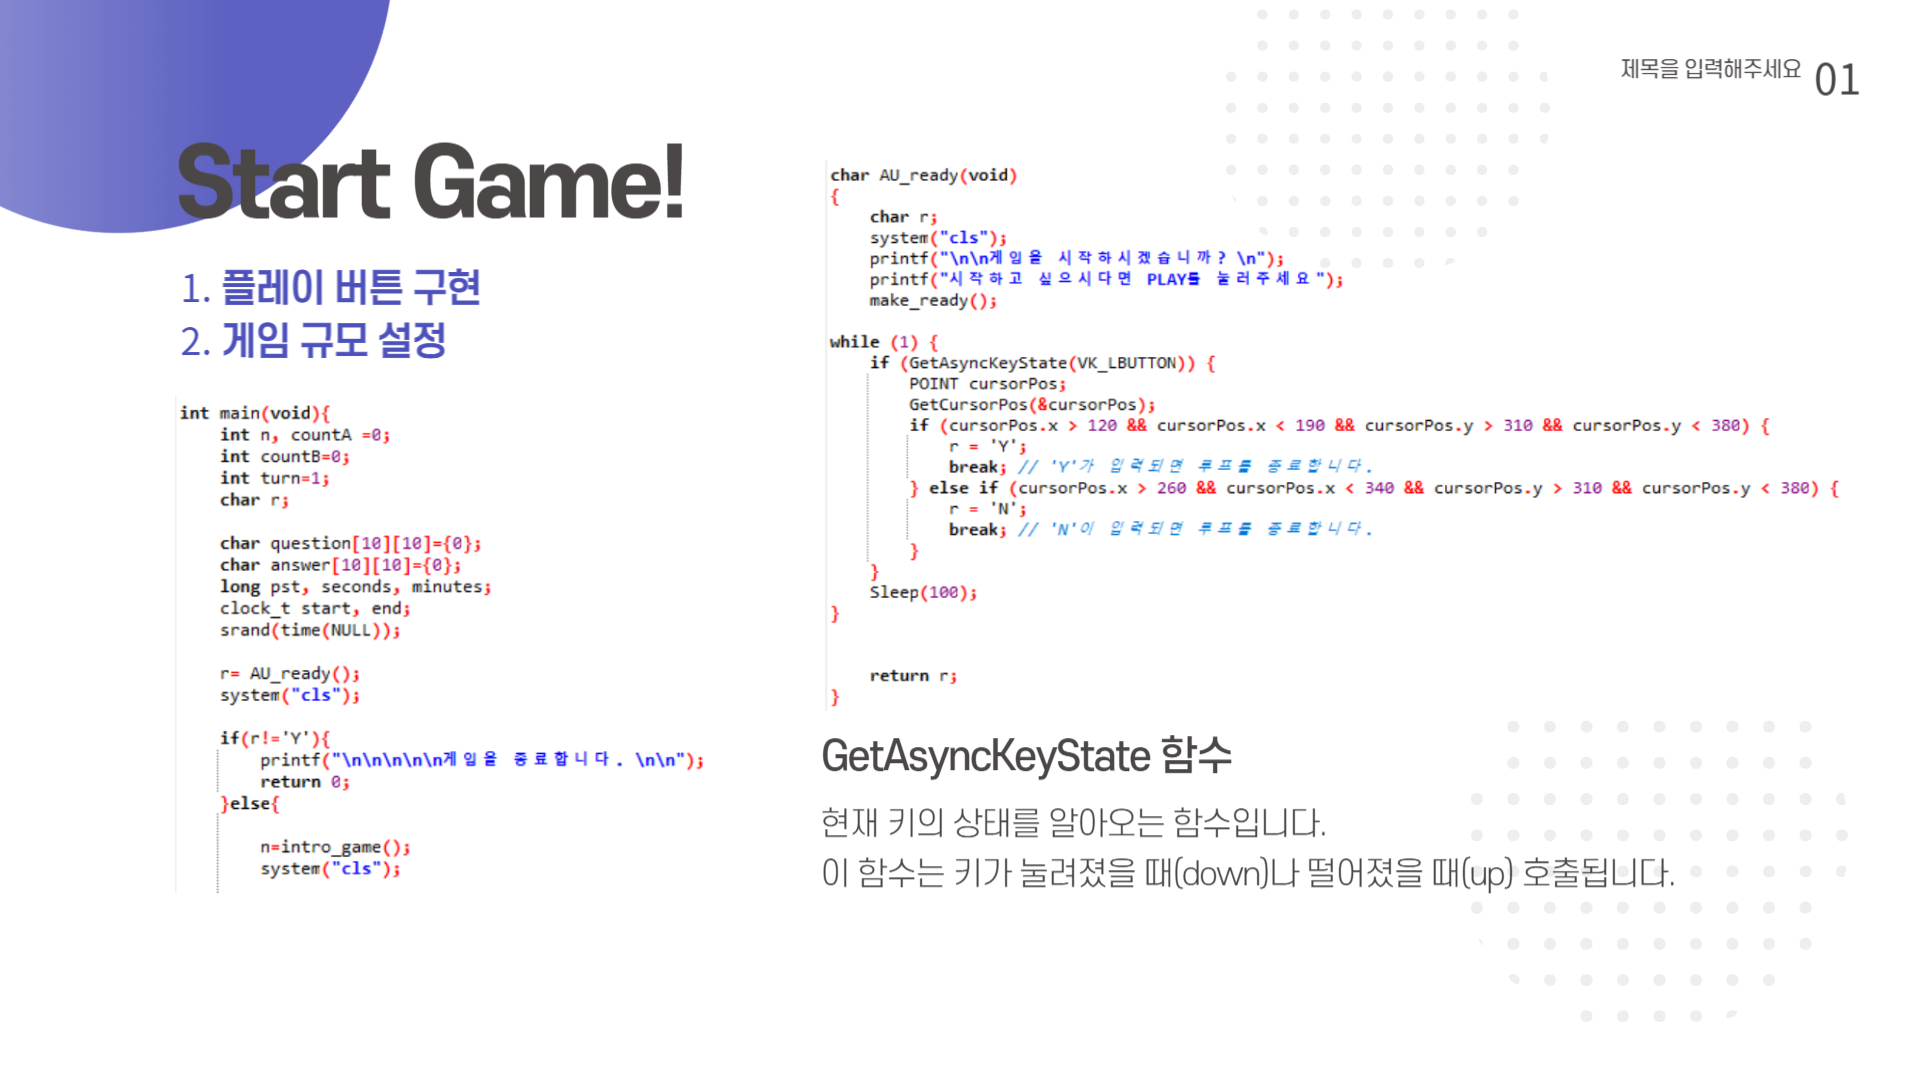 제목을 입력해주세요 01
Start Game!
1. 플레이 버튼 구현
2. 게임 규모 설정
int main(void){
int n, countA =0;
int countB=0;
int turn=1;
char r;
char question[10][10]={0};
char answer[10][10]={0};
long pst, seconds, minutes;
clock_t start, end;
srand(time(NULL));
r= AU_ready();
system("cls");
if(r!='Y'){
printf("\n\n\n\n\n게임을 종료합니다. \n\n");
return 0;
}else{
n=intro_game();
system("cls");
char AU_ready(void)
{
char r;
system("cls");
printf("\n\n게임을 시작하시겠습니까? \n");
printf("시작하고 싶으시다면 PLAY를 눌러주세요");
make_ready();
while (1) {
if (GetAsyncKeyState(VK_LBUTTON)) {
POINT cursorPos;
GetCursorPos(&cursorPos);
if (cursorPos.x > 120 && cursorPos.x < 190 && cursorPos.y > 310 && cursorPos.y < 380) {
r = 'Y';
break; // 'Y'가 입력되면 루프를 종료합니다.
} else if (cursorPos.x > 260 && cursorPos.x < 340 && cursorPos.y > 310 && cursorPos.y < 380) {
r = 'N';
break; // 'N'이 입력되면 루프를 종료합니다.
}
}
Sleep(100);
}
return r;
}
GetAsyncKeyState 함수
현재 키의 상태를 알아오는 함수입니다.
이 함수는 키가 눌려졌을 때(down)나 떨어졌을 때(up) 호출됩니다.